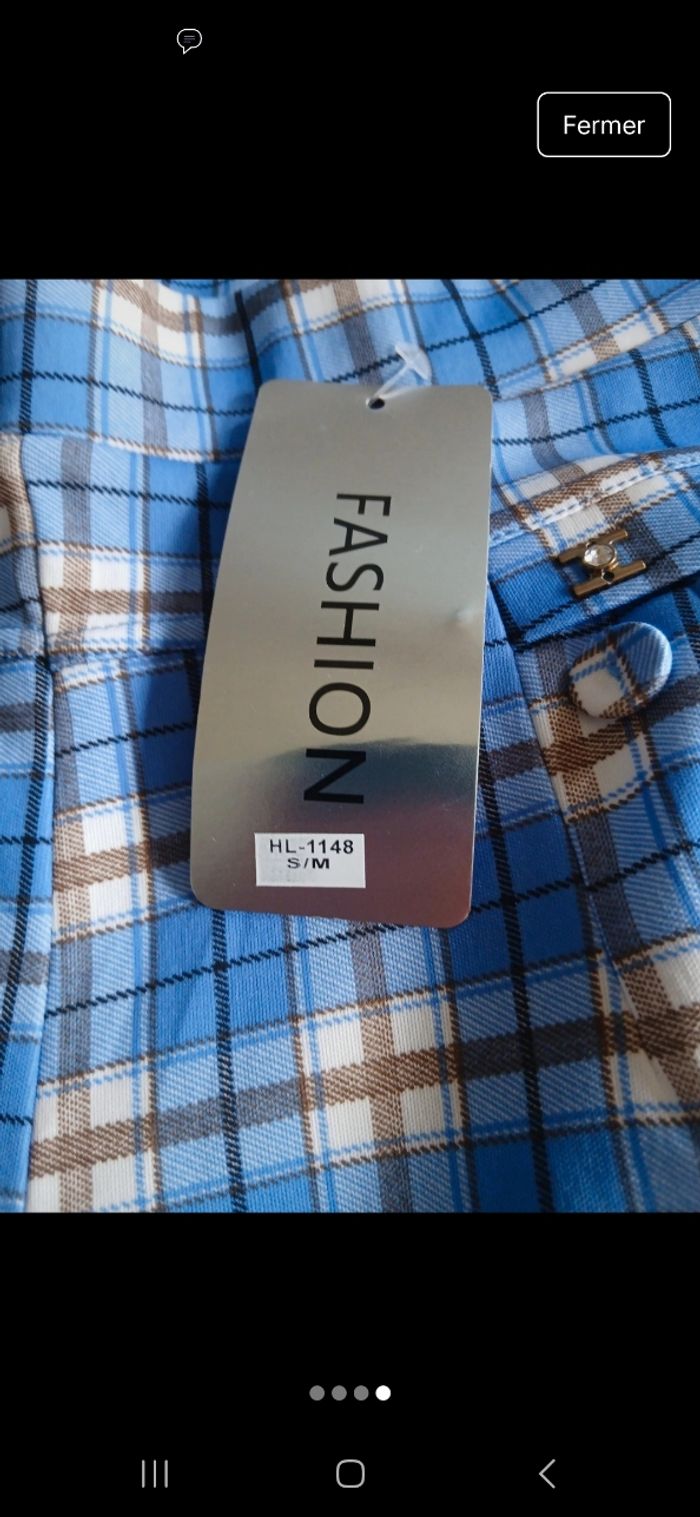 Fermer
FASHION
HL-1148
S/M